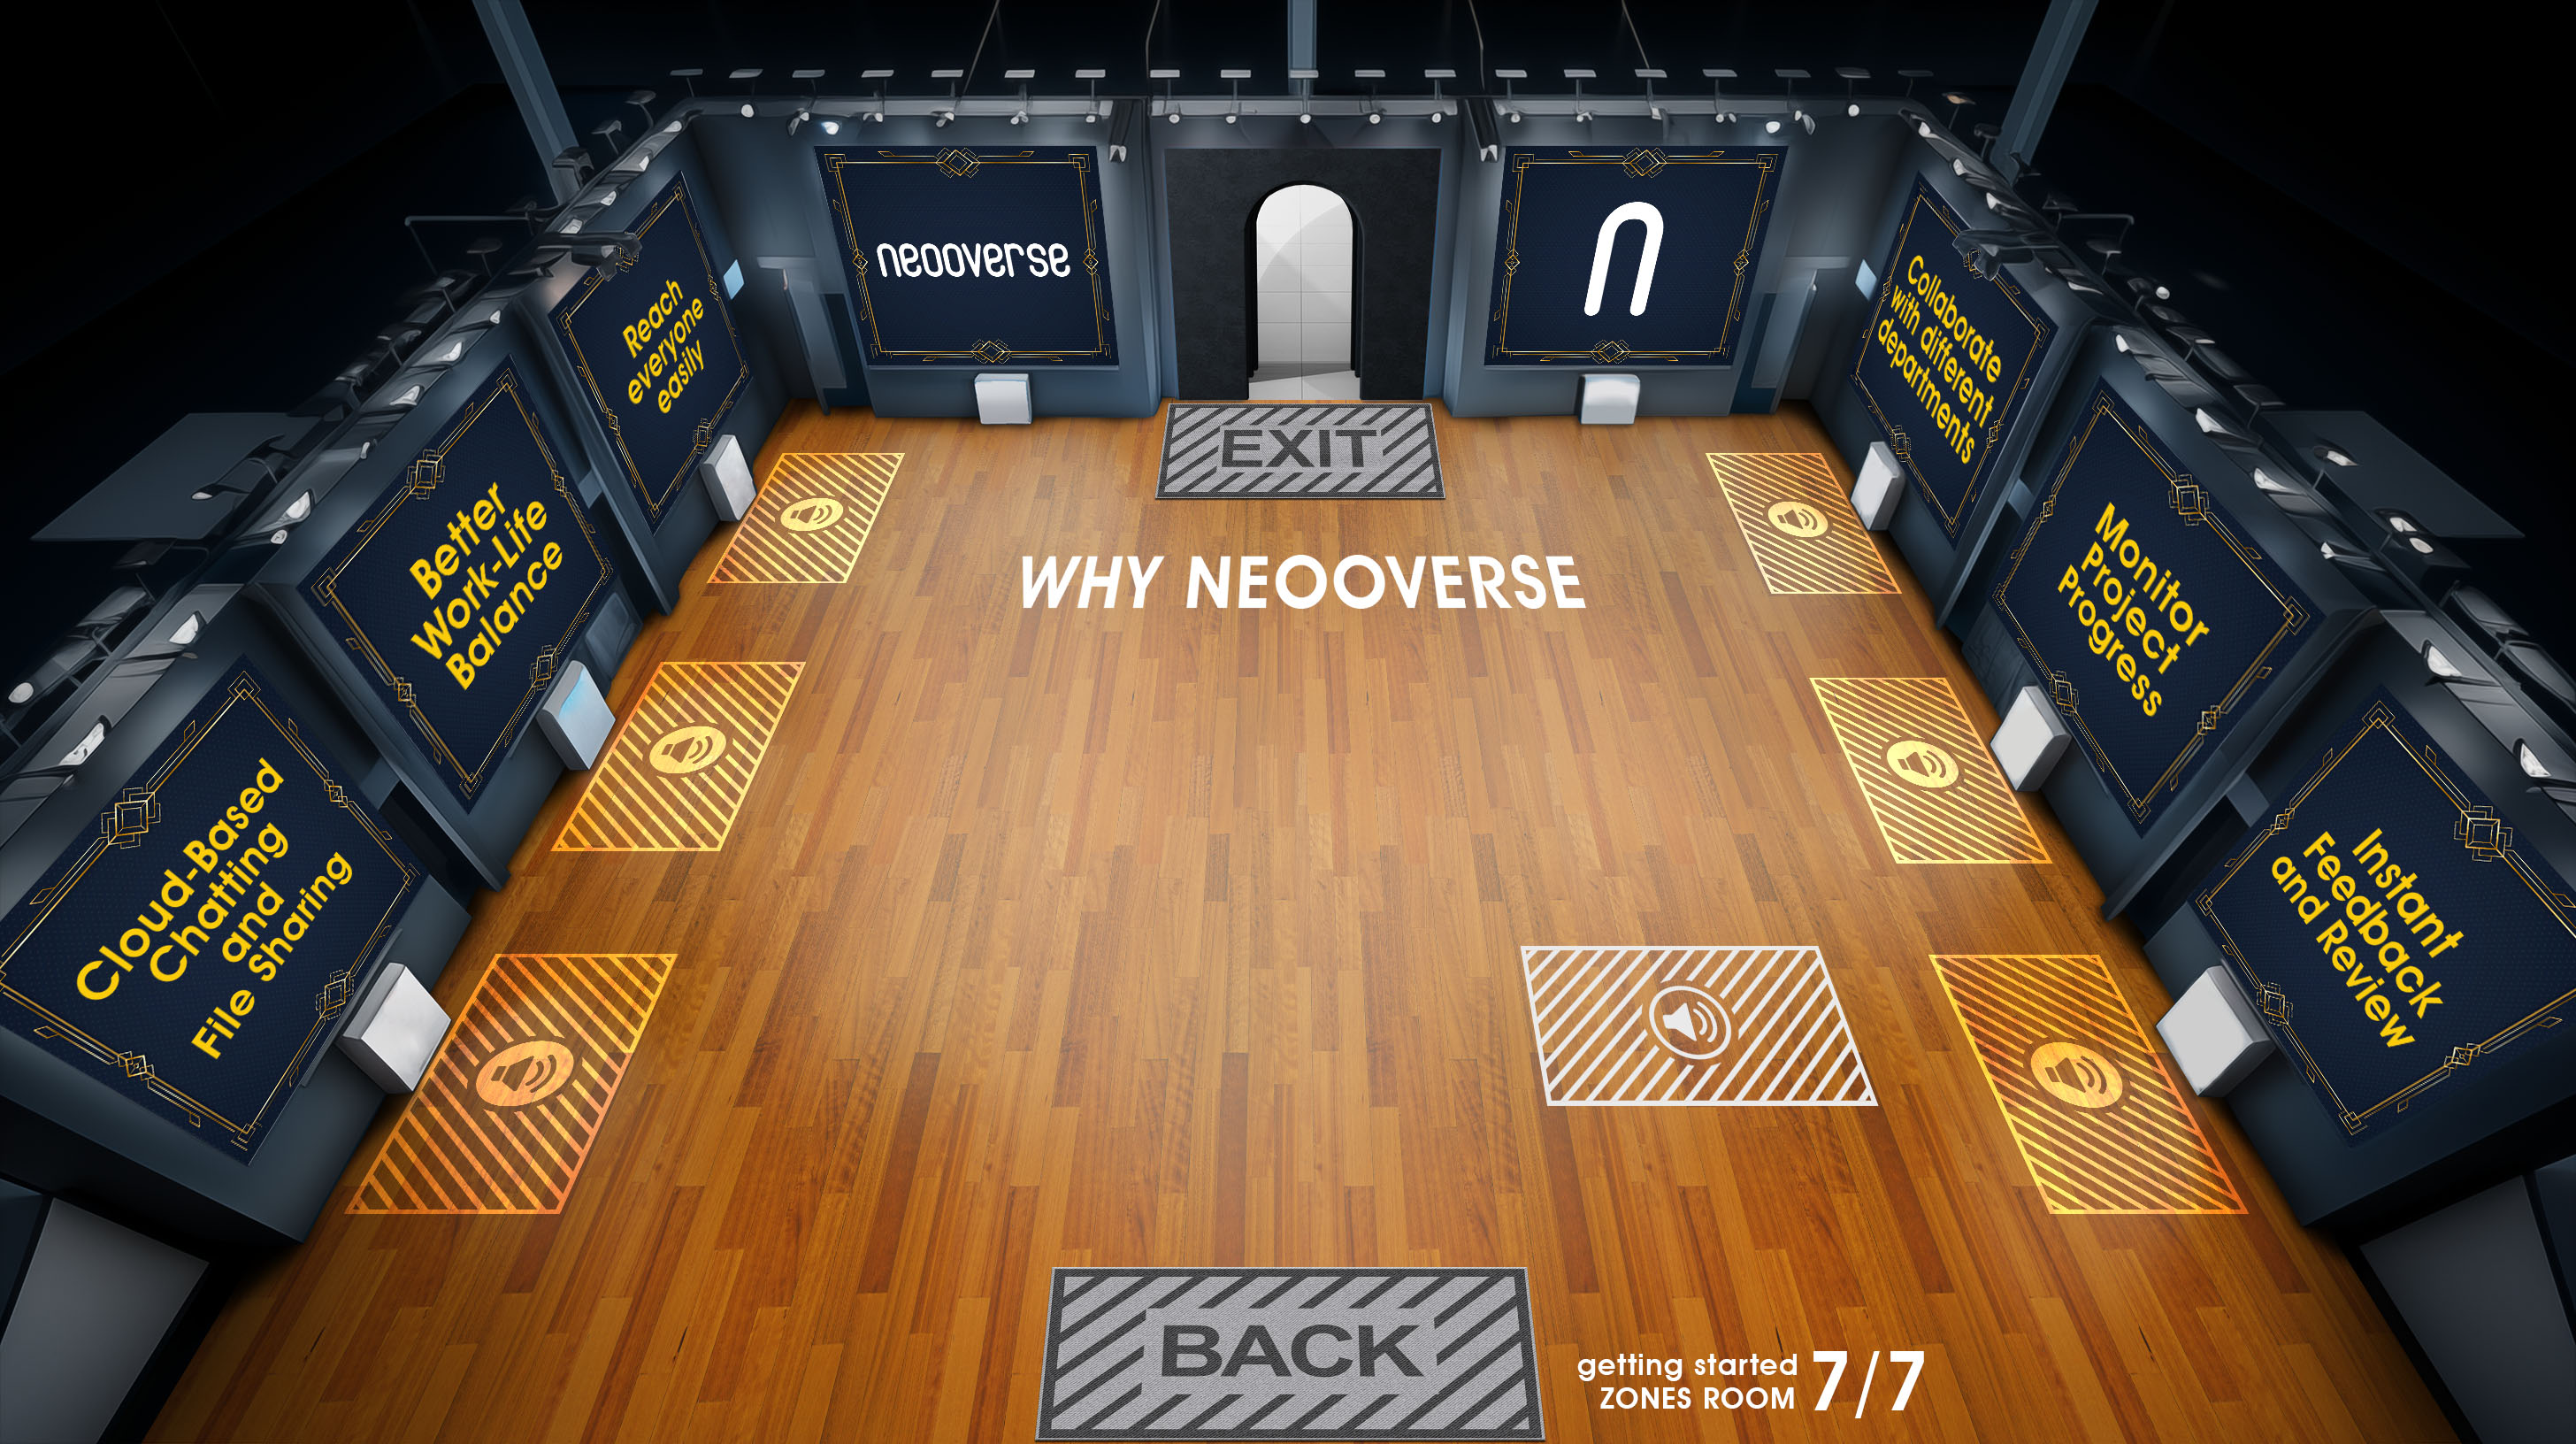 neooverse
n
Reach
everyone
easily
Collaborate
with different
departments
EXIT
WHY NEOOVERSE
Better
Work-Life
Balance
Monitor
Project
Progress
Cloud-Based
Chatting
and
File Sharing
Instant
Feedback
and Review
BACK
getting started
ZONES ROOM
7/7